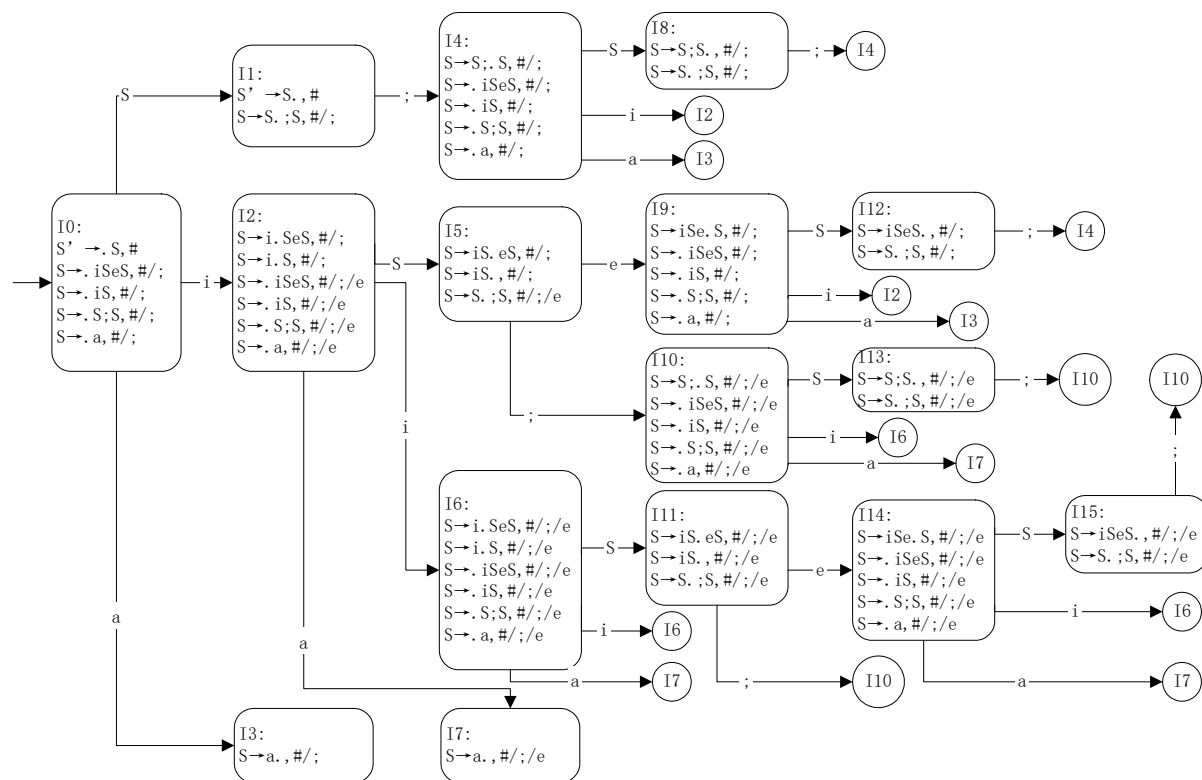 I1:
S' →S.,#
S→S.;S,#/;
S
;
I4:
S→S;.S,#/;
S→.iSeS,#/;
S→.iS,#/;
S→.S;S,#/;
S→.a,#/;
S
i
a
I8:
S→S;S.,#/;
S→S.;S,#/;
;
I4
I2
I3
I0:
S' →.S,#
S→.iSeS,#/;
S→.iS,#/;
S→.S;S,#/;
S→.a,#/;
i
a
I2:
S→i.SeS,#/;
S→i.S,#/;
S→.iSeS,#/;/e
S→.iS,#/;/e
S→.S;S,#/;/e
S→.a,#/;/e
S
i
a
I5:
S→iS.eS,#/;
S→iS.,#/;
S→S.;S,#/;/e
e
;
I9:
S→iSe.S,#/;
S→.iSeS,#/;
S→.iS,#/;
S→.S;S,#/;
S→.a,#/;
S
i
a
I12:
S→iSeS.,#/;
S→S.;S,#/;
;
I4
I2
I3
I10:
S→S;.S,#/;/e
S→.iSeS,#/;/e
S→.iS,#/;/e
S→.S;S,#/;/e
S→.a,#/;/e
S
i
a
I13:
S→S;S.,#/;/e
S→S.;S,#/;/e
;
I10
I6
I7
I10
;
I6:
S→i.SeS,#/;/e
S→i.S,#/;/e
S→.iSeS,#/;/e
S→.iS,#/;/e
S→.S;S,#/;/e
S→.a,#/;/e
S
i
a
I6
I7
I11:
S→iS.eS,#/;/e
S→iS.,#/;/e
S→S.;S,#/;/e
e
;
I10
I14:
S→iSe.S,#/;/e
S→.iSeS,#/;/e
S→.iS,#/;/e
S→.S;S,#/;/e
S→.a,#/;/e
S
i
a
I15:
S→iSeS.,#/;/e
S→S.;S,#/;/e
I6
I7
I3:
S→a.,#/;
I7:
S→a.,#/;/e